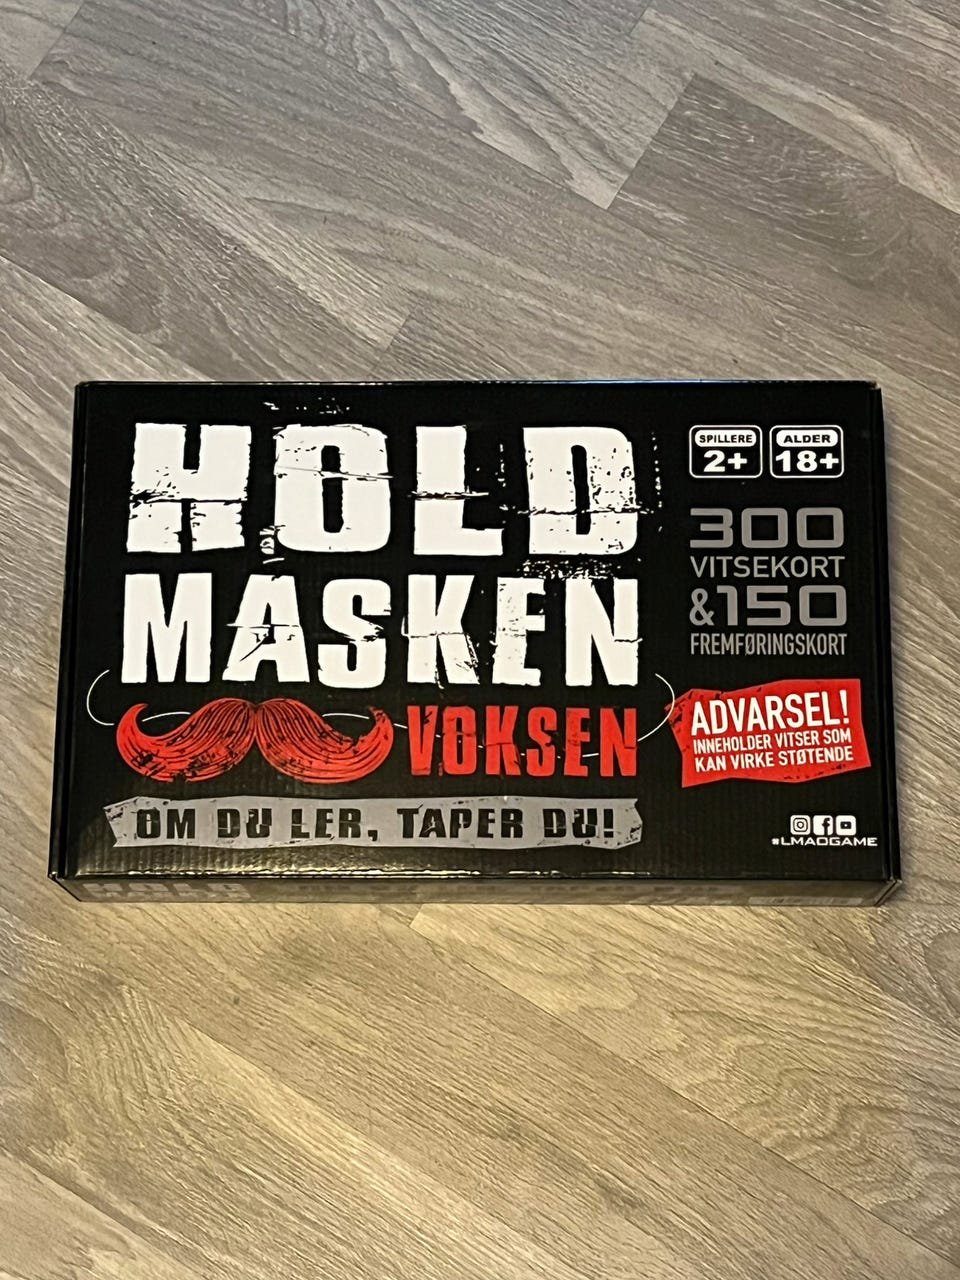 HOLD
MASKEN
VOKSEN
OM DU LER, TAPER DU!
SPILLERE
2+
ALDER
18+
300
VITSEKORT
&150
FREMFØRINGSKORT
ADVARSEL!
INNEHOLDER VITSER SOM
KAN VIRKE STØTENDE
#LMAOGAME